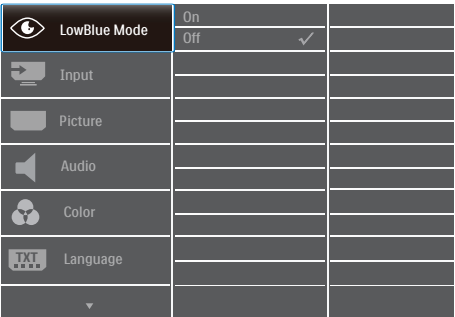 LowBlue Mode
On
Off
Input
Picture
Audio
Color
TXT
Language